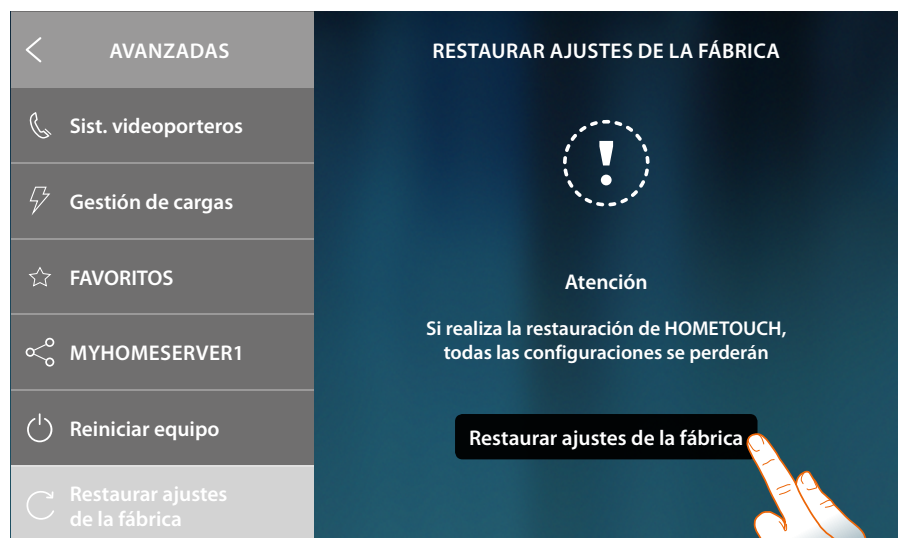 AVANZADAS
Sist. videoporteros
Gestión de cargas
FAVORITOS
MYHOMESERVER1
Reiniciar equipo
Restaurar ajustes
de la fábrica
RESTAURAR AJUSTES DE LA FÁBRICA
Atención
Si realiza la restauración de HOMETOUCH,
todas las configuraciones se perderán
Restaurar ajustes de la fábrica